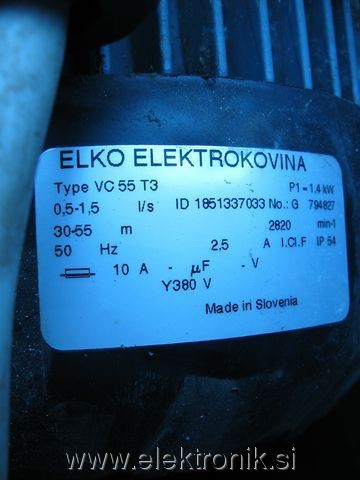 ELKO ELEKTROKOVINA
Type VC 55 T3 P1 = 1,4 kW
0,5-1,5 l/s ID 1851337033 No.: G 794827
30-55 m 2820 min-1
50 Hz 2,5 A I.Cl.F IP 54
10 A - µF - V
Y380 V
Made in Slovenia
www.elektronik.si